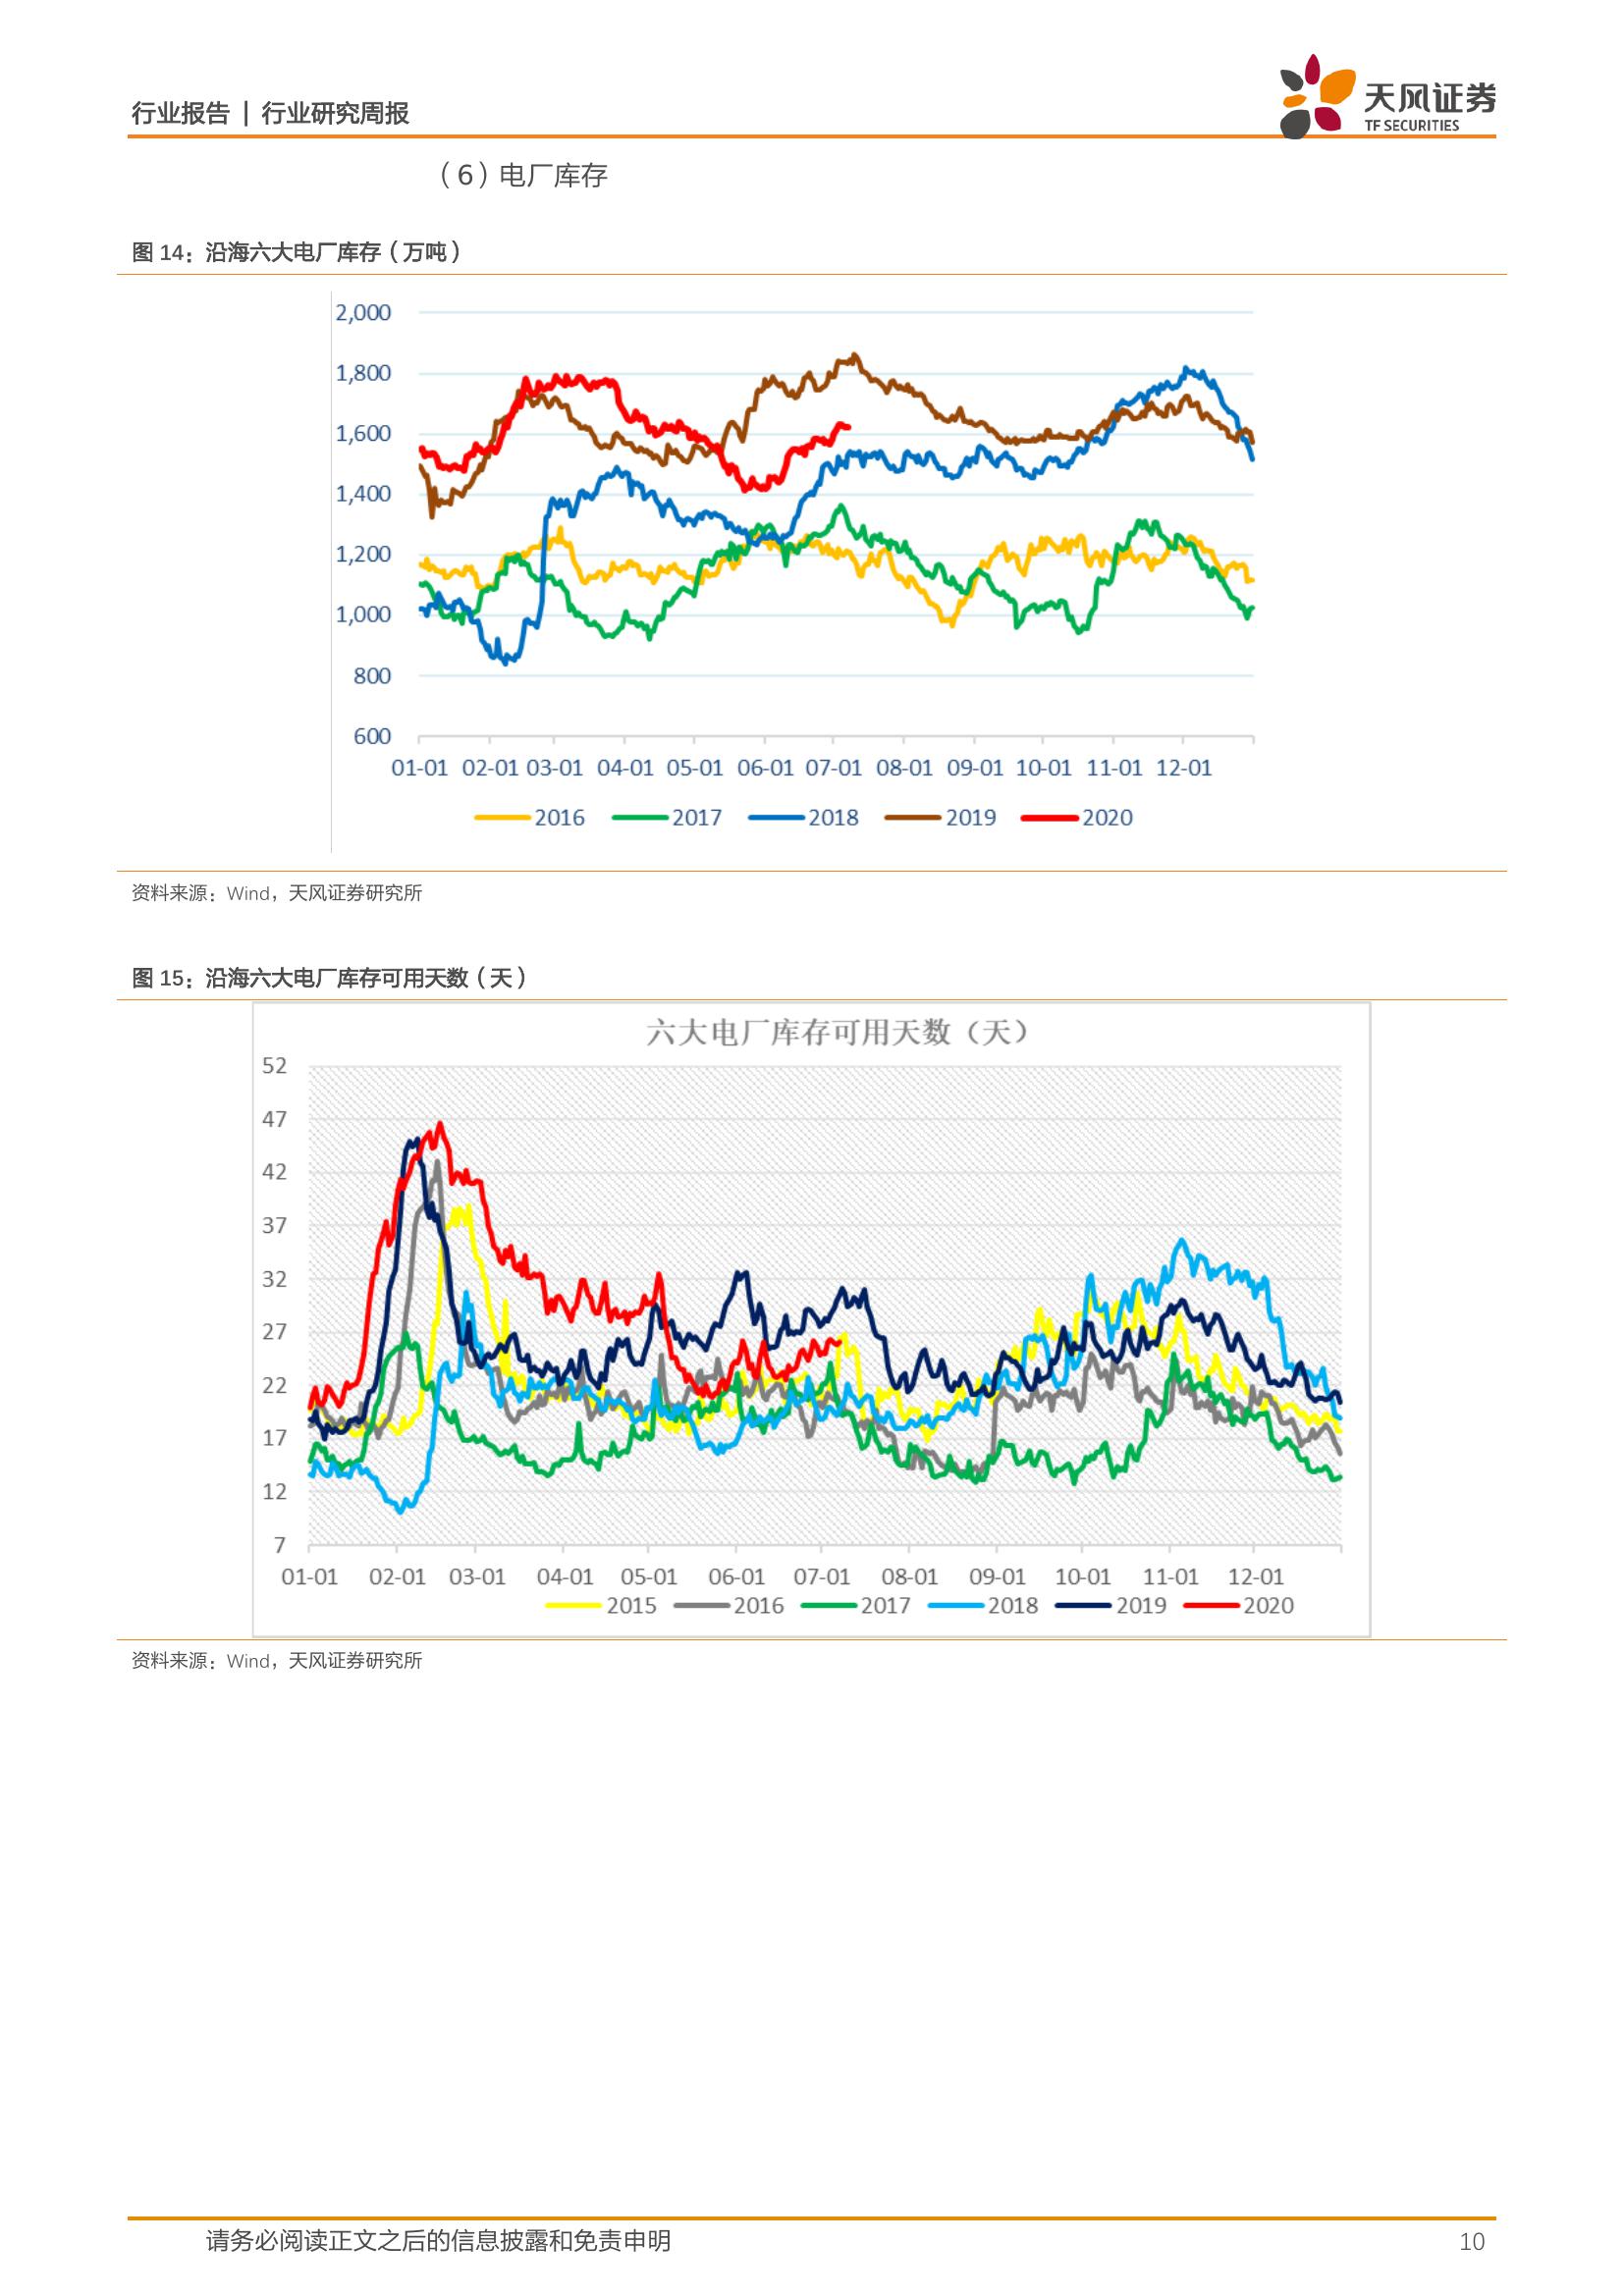 行业报告 | 行业研究周报
天风证券
TF SECURITIES
（6）电厂库存
图 14：沿海六大电厂库存（万吨）
2,000
1,800
1,600
1,400
1,200
1,000
800
600
01-01 02-01 03-01 04-01 05-01 06-01 07-01 08-01 09-01 10-01 11-01 12-01
2016 2017 2018 2019 2020
资料来源：Wind，天风证券研究所
图 15：沿海六大电厂库存可用天数（天）
六大电厂库存可用天数（天）
52
47
42
37
32
27
22
17
12
7
01-01 02-01 03-01 04-01 05-01 06-01 07-01 08-01 09-01 10-01 11-01 12-01
2015 2016 2017 2018 2019 2020
资料来源：Wind，天风证券研究所
请务必阅读正文之后的信息披露和免责申明 10